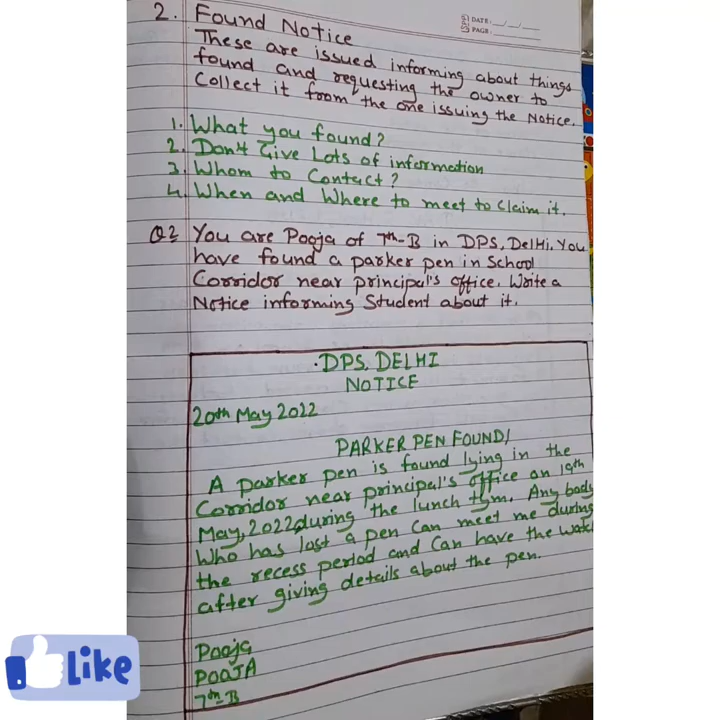 DATE: __/__/__
PAGE:
2. Found Notice
These are issued informing about things
found and requesting the owner to
Collect it from the one issuing the Notice.
1. What you found?
2. Don't Give Lots of information
3. Whom to Contact?
4. When and Where to meet to Claim it.
Q2 You are Pooja of 7th-B in DPS, DelHi. You
have found a parker pen in School
Corridor near principal's office. Write a
Notice informing Student about it.
DPS, DELHI
NOTICE
20th May 2022
PARKER PEN FOUND!
A parker pen is found lying in the
Corridor near principal's office on 19th
May, 2022, during the lunch tym. Any body
Who has lost a pen Can meet me during
the recess period and Can have the watch
after giving details about the pen.
Pooja
POOJA
7th-B
Like